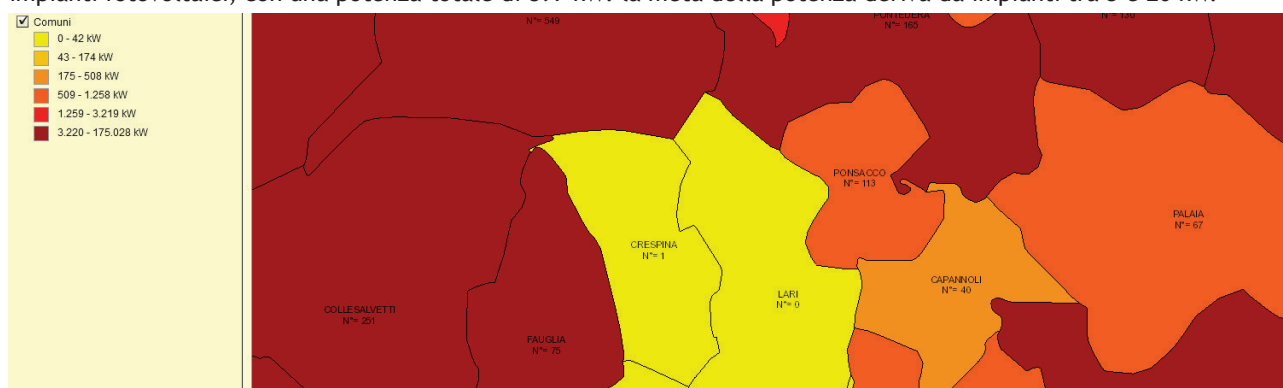 Comuni
0 - 42 kW
43 - 174 kW
175 - 508 kW
509 - 1.258 kW
1.259 - 3.219 kW
3.220 - 175.028 kW
N°= 549
PONTEDERA
N°= 165
N°= 130
PONSACCO
N°= 113
PALAIA
N°= 67
CRESPINA
N°= 1
CAPANNOLI
N°= 40
LARI
N°= 0
COLLESALVETTI
N°= 251
FAUGLIA
N°= 75